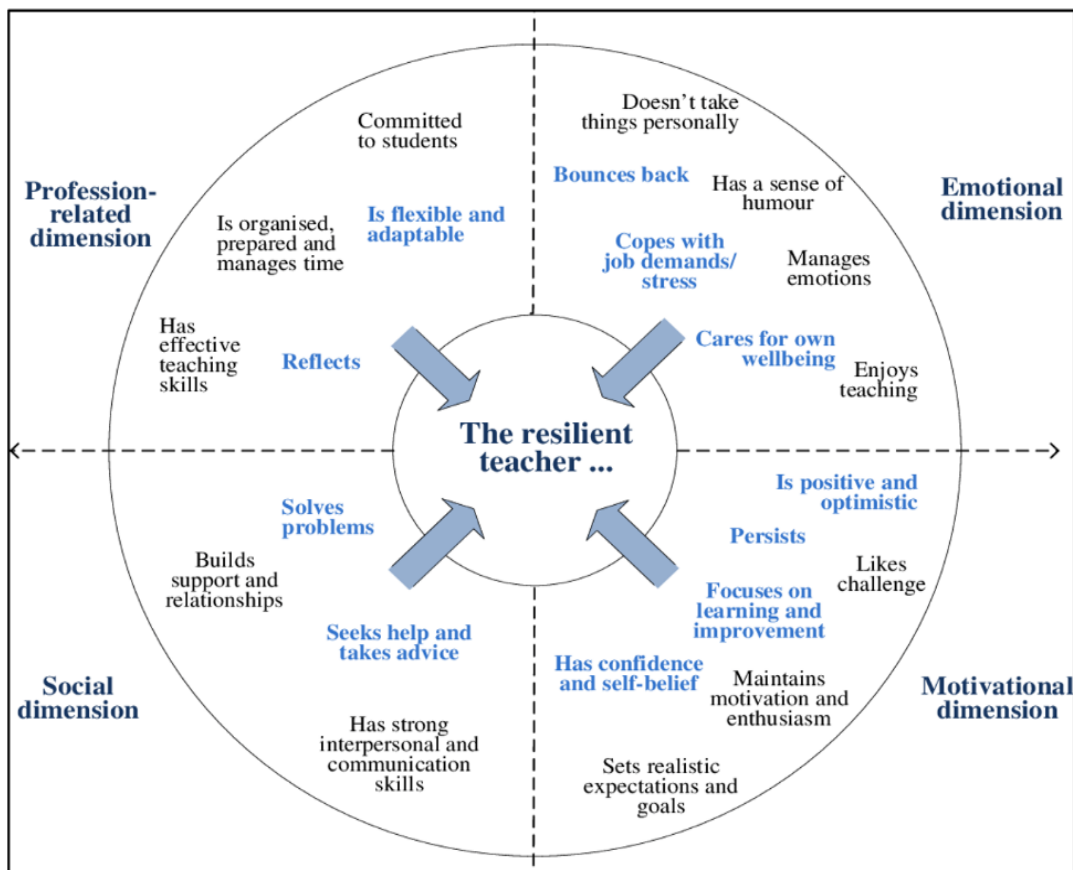 Profession-
related
dimension
Committed
to students
Is organised,
prepared and
manages time
Is flexible and
adaptable
Has
effective
teaching
skills
Reflects
Doesn’t take
things personally
Bounces back
Has a sense of
humour
Copes with
job demands/
stress
Manages
emotions
Cares for own
wellbeing
Enjoys
teaching
Emotional
dimension
The resilient
teacher ...
Solves
problems
Builds
support and
relationships
Seeks help and
takes advice
Has strong
interpersonal and
communication
skills
Social
dimension
Is positive and
optimistic
Persists
Likes
challenge
Focuses on
learning and
improvement
Has confidence
and self-belief
Maintains
motivation and
enthusiasm
Sets realistic
expectations and
goals
Motivational
dimension